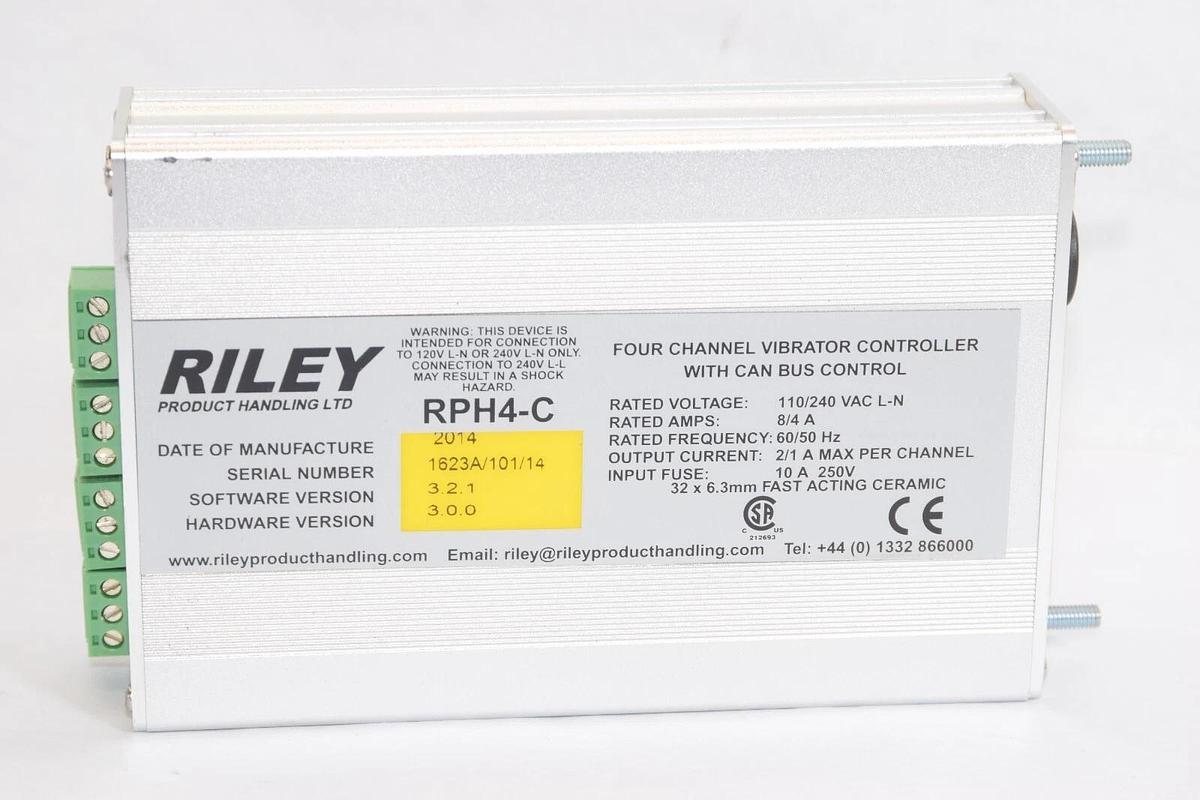 RILEY
PRODUCT HANDLING LTD
WARNING: THIS DEVICE IS
INTENDED FOR CONNECTION
TO 120V L-N OR 240V L-N ONLY.
CONNECTION TO 240V L-L
MAY RESULT IN A SHOCK
HAZARD.
RPH4-C
DATE OF MANUFACTURE 2014
SERIAL NUMBER 1623A/101/14
SOFTWARE VERSION 3.2.1
HARDWARE VERSION 3.0.0
FOUR CHANNEL VIBRATOR CONTROLLER
WITH CAN BUS CONTROL
RATED VOLTAGE: 110/240 VAC L-N
RATED AMPS: 8/4 A
RATED FREQUENCY: 60/50 Hz
OUTPUT CURRENT: 2/1 A MAX PER CHANNEL
INPUT FUSE: 10 A 250V
32 x 6.3mm FAST ACTING CERAMIC
C SA US
212693
CE
www.rileyproducthandling.com Email: riley@rileyproducthandling.com Tel: +44 (0) 1332 866000